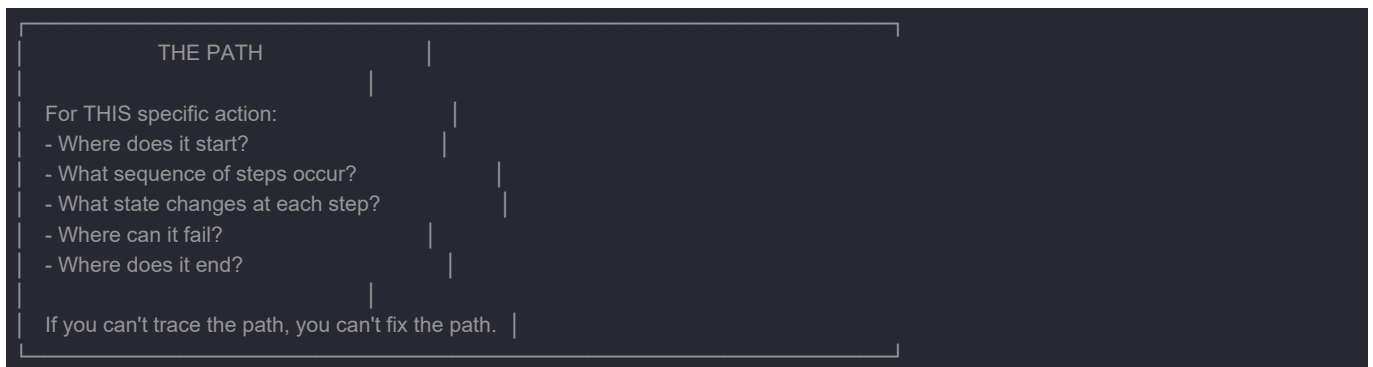 THE PATH
For THIS specific action:
- Where does it start?
- What sequence of steps occur?
- What state changes at each step?
- Where can it fail?
- Where does it end?
If you can't trace the path, you can't fix the path.